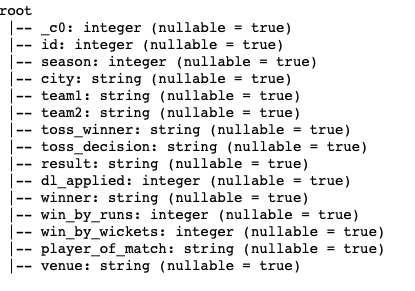 root
 |-- _c0: integer (nullable = true)
 |-- id: integer (nullable = true)
 |-- season: integer (nullable = true)
 |-- city: string (nullable = true)
 |-- team1: string (nullable = true)
 |-- team2: string (nullable = true)
 |-- toss_winner: string (nullable = true)
 |-- toss_decision: string (nullable = true)
 |-- result: string (nullable = true)
 |-- dl_applied: integer (nullable = true)
 |-- winner: string (nullable = true)
 |-- win_by_runs: integer (nullable = true)
 |-- win_by_wickets: integer (nullable = true)
 |-- player_of_match: string (nullable = true)
 |-- venue: string (nullable = true)